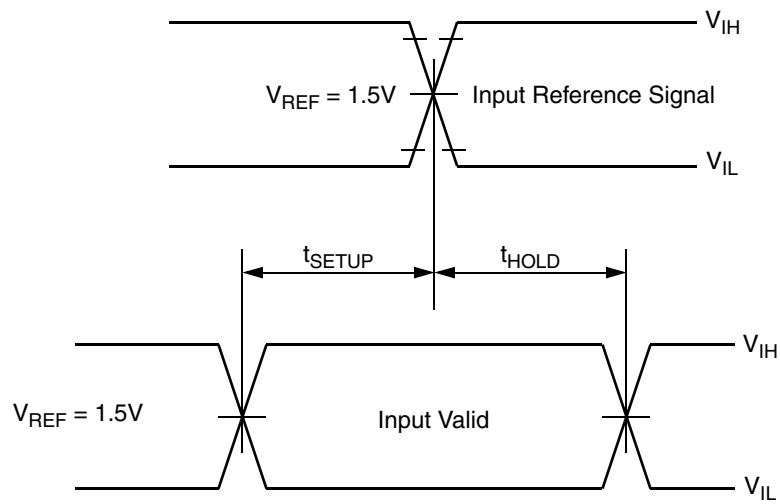 V_IH
V_REF = 1.5V Input Reference Signal
V_IL
t_SETUP t_HOLD
V_IH
V_REF = 1.5V Input Valid
V_IL